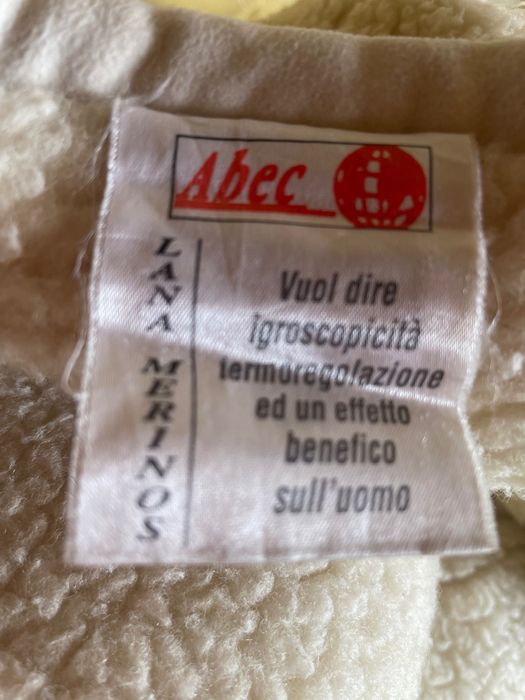 Abec
LANA MERINOS
Vuol dire
igroscopicità
termoregolazione
ed un effetto
benefico
sull'uomo